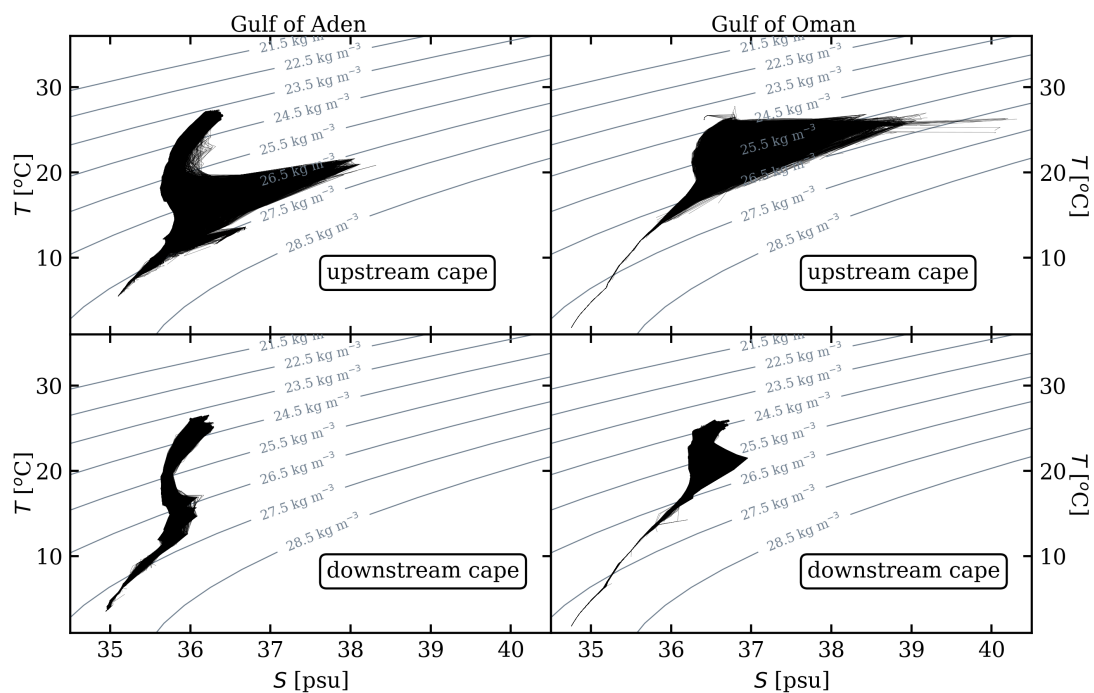 Gulf of Aden
Gulf of Oman
21.5 kg m⁻³
22.5 kg m⁻³
23.5 kg m⁻³
24.5 kg m⁻³
25.5 kg m⁻³
26.5 kg m⁻³
27.5 kg m⁻³
28.5 kg m⁻³
30
20
10
T [°C]
upstream cape
21.5 kg m⁻³
22.5 kg m⁻³
23.5 kg m⁻³
24.5 kg m⁻³
25.5 kg m⁻³
26.5 kg m⁻³
27.5 kg m⁻³
28.5 kg m⁻³
30
20
10
T [°C]
upstream cape
21.5 kg m⁻³
22.5 kg m⁻³
23.5 kg m⁻³
24.5 kg m⁻³
25.5 kg m⁻³
26.5 kg m⁻³
27.5 kg m⁻³
28.5 kg m⁻³
30
20
10
T [°C]
downstream cape
21.5 kg m⁻³
22.5 kg m⁻³
23.5 kg m⁻³
24.5 kg m⁻³
25.5 kg m⁻³
26.5 kg m⁻³
27.5 kg m⁻³
28.5 kg m⁻³
30
20
10
T [°C]
downstream cape
35 36 37 38 39 40
35 36 37 38 39 40
S [psu]
S [psu]